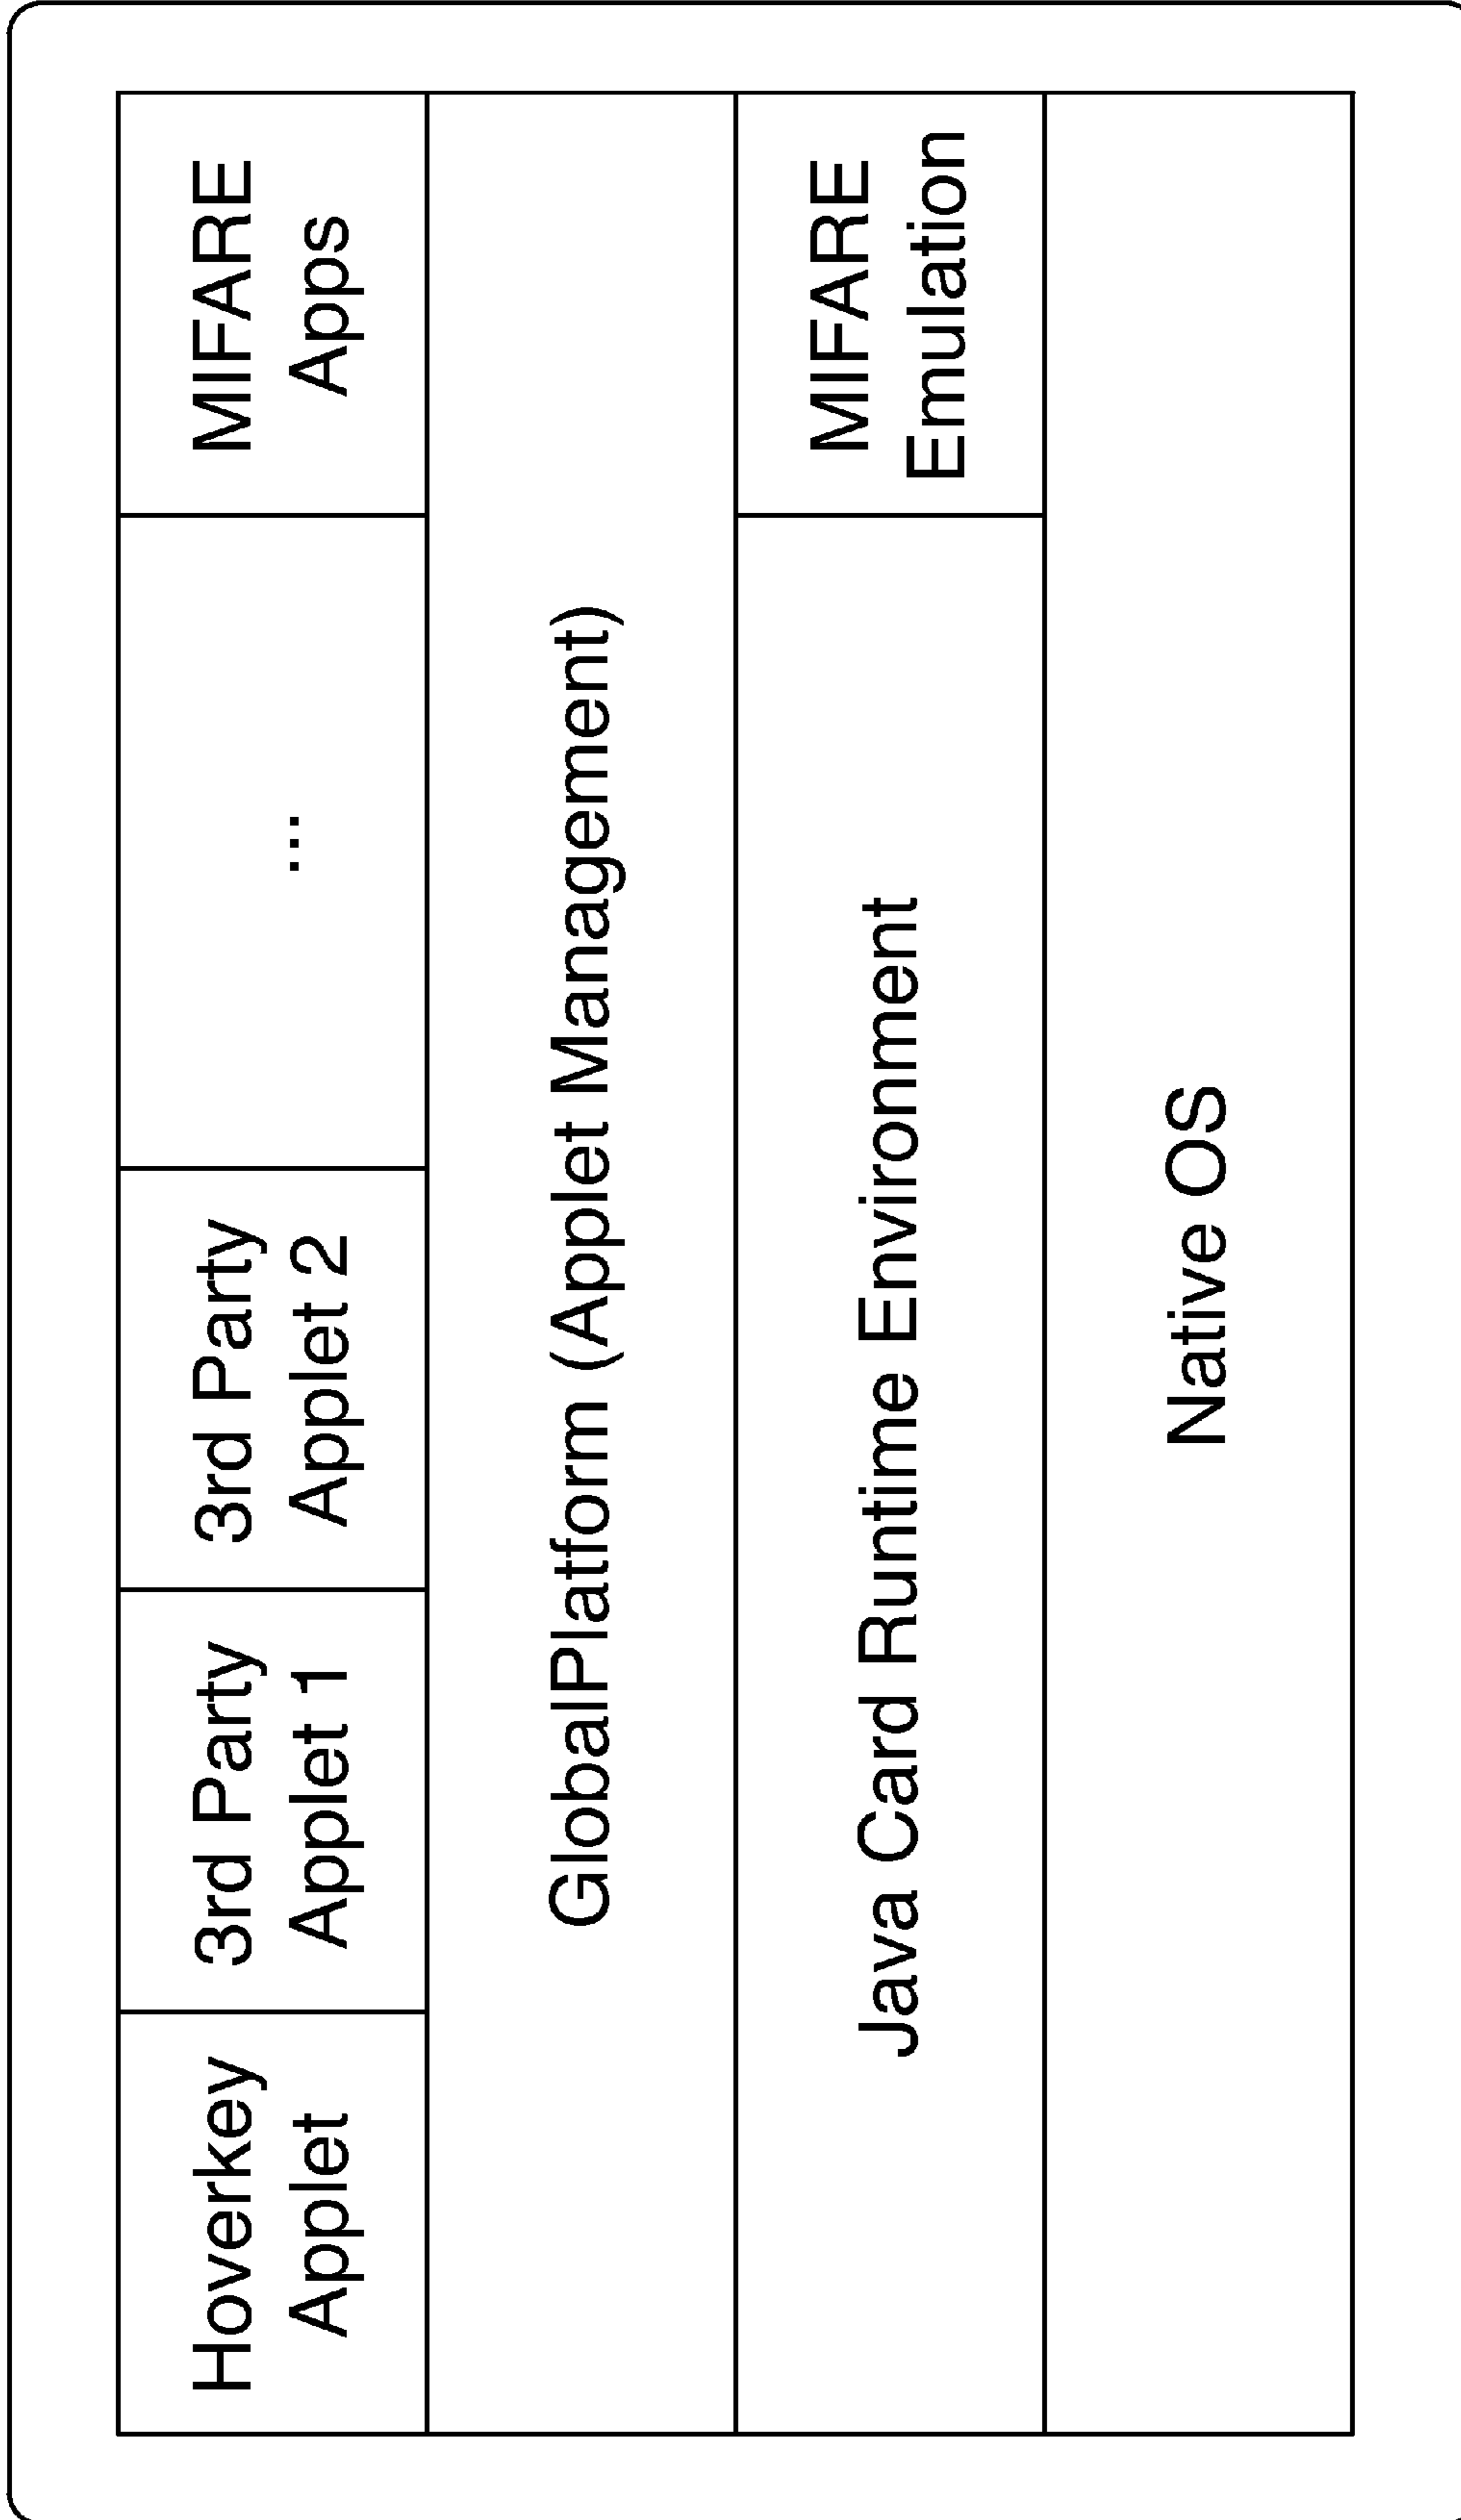 Hoverkey
Applet
3rd Party
Applet 1
3rd Party
Applet 2
...
MIFARE
Apps
GlobalPlatform (Applet Management)
Java Card Runtime Environment
MIFARE
Emulation
Native OS